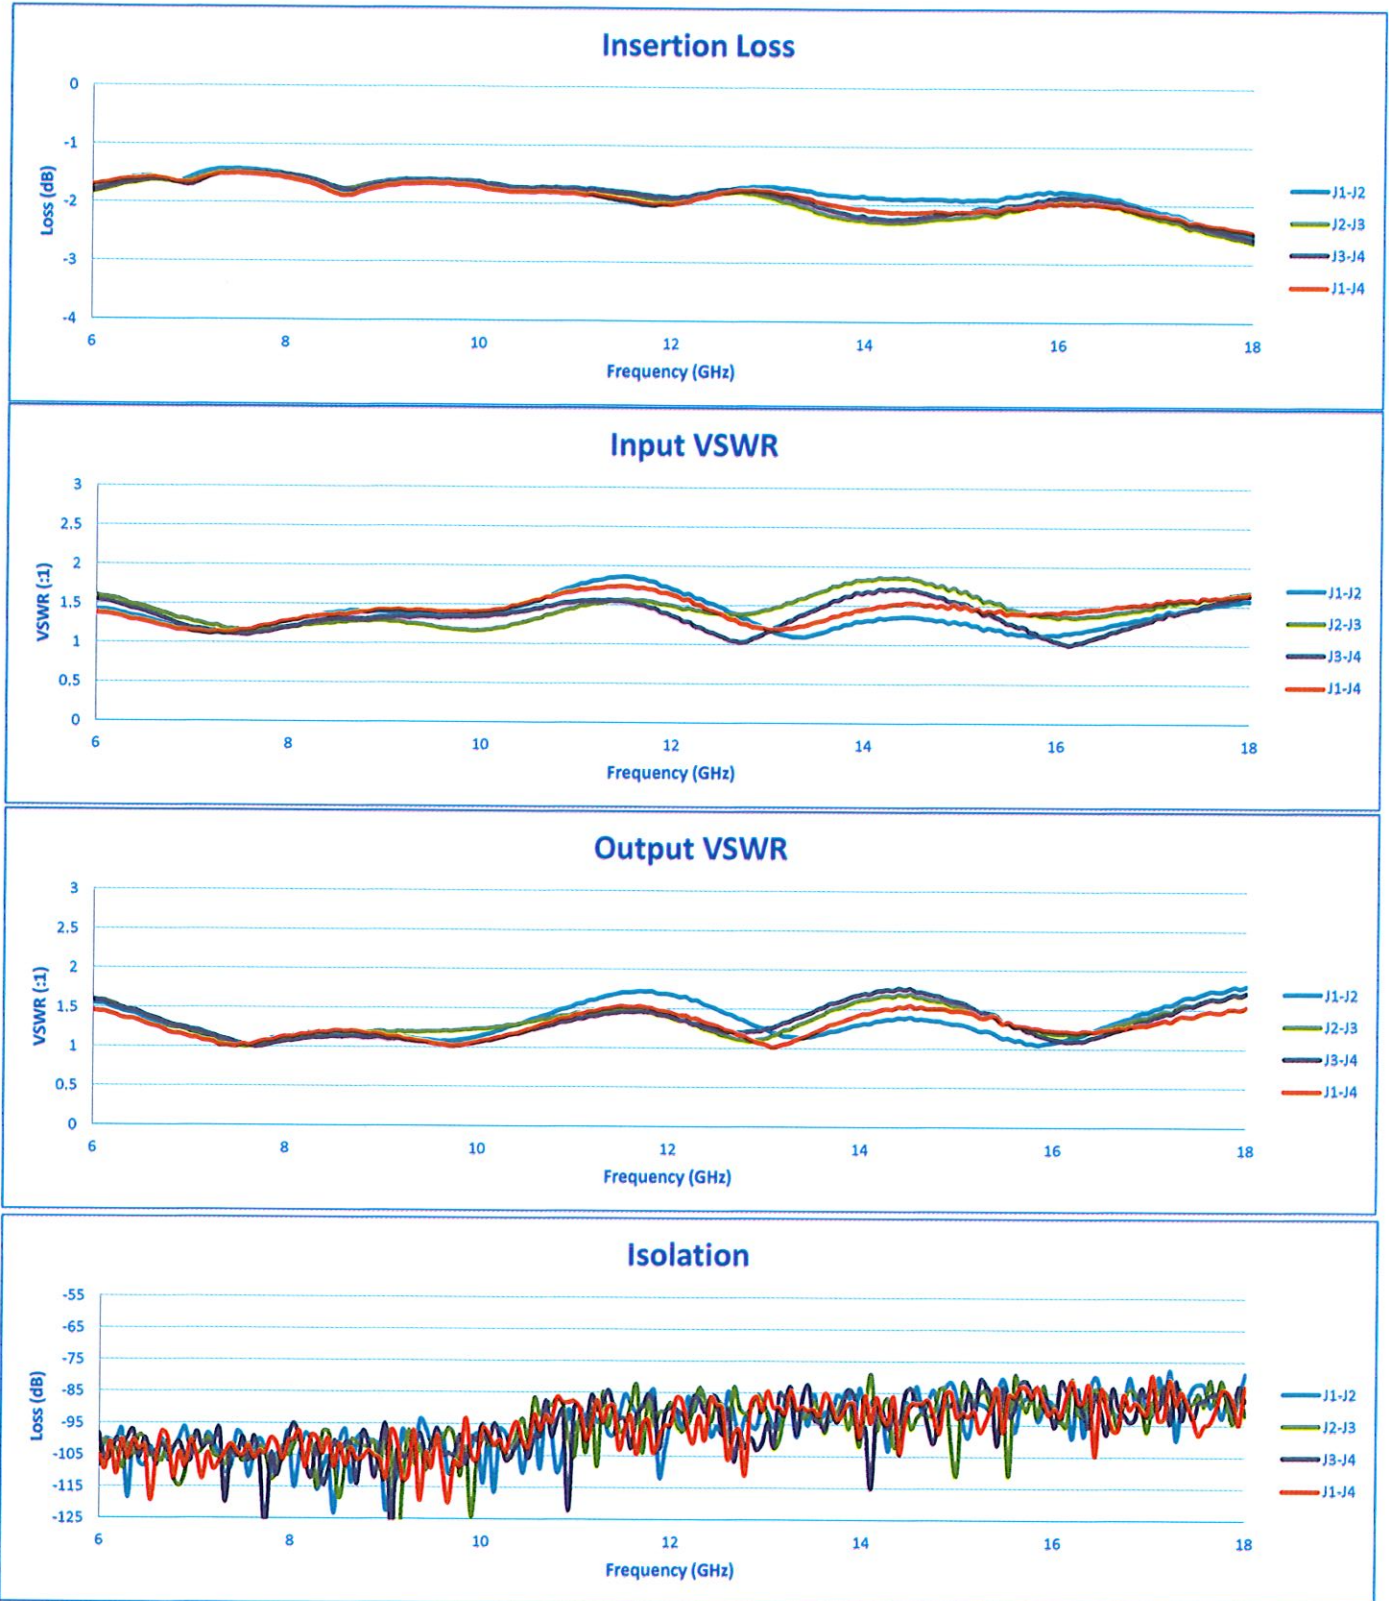 Insertion Loss
0
-1
-2
-3
-4
Loss (dB)
6 8 10 12 14 16 18
Frequency (GHz)
J1-J2
J2-J3
J3-J4
J1-J4
Input VSWR
3
2.5
2
1.5
1
0.5
0
VSWR (:1)
6 8 10 12 14 16 18
Frequency (GHz)
J1-J2
J2-J3
J3-J4
J1-J4
Output VSWR
3
2.5
2
1.5
1
0.5
0
VSWR (:1)
6 8 10 12 14 16 18
Frequency (GHz)
J1-J2
J2-J3
J3-J4
J1-J4
Isolation
-55
-65
-75
-85
-95
-105
-115
-125
Loss (dB)
6 8 10 12 14 16 18
Frequency (GHz)
J1-J2
J2-J3
J3-J4
J1-J4